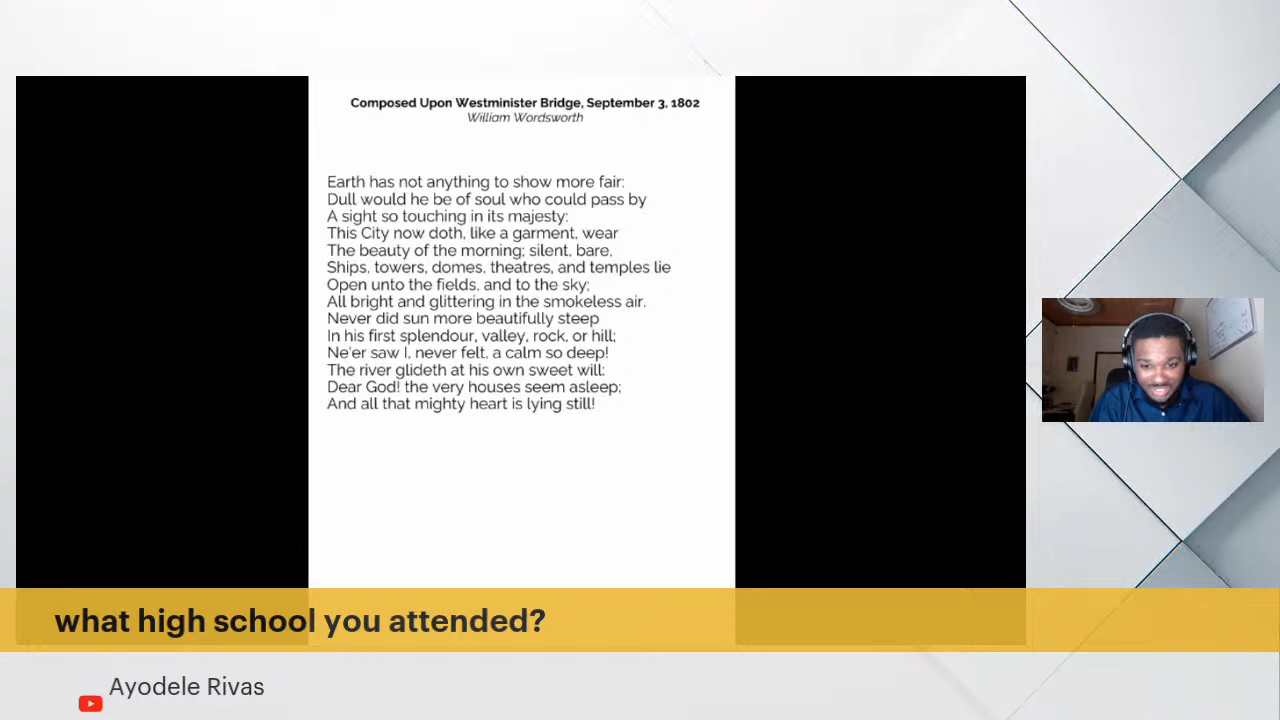 Composed Upon Westminister Bridge, September 3, 1802
William Wordsworth
Earth has not anything to show more fair:
Dull would he be of soul who could pass by
A sight so touching in its majesty:
This City now doth, like a garment, wear
The beauty of the morning; silent, bare,
Ships, towers, domes, theatres, and temples lie
Open unto the fields, and to the sky;
All bright and glittering in the smokeless air.
Never did sun more beautifully steep
In his first splendour, valley, rock, or hill;
Ne'er saw I, never felt, a calm so deep!
The river glideth at his own sweet will:
Dear God! the very houses seem asleep;
And all that mighty heart is lying still!
what high school you attended?
Ayodele Rivas